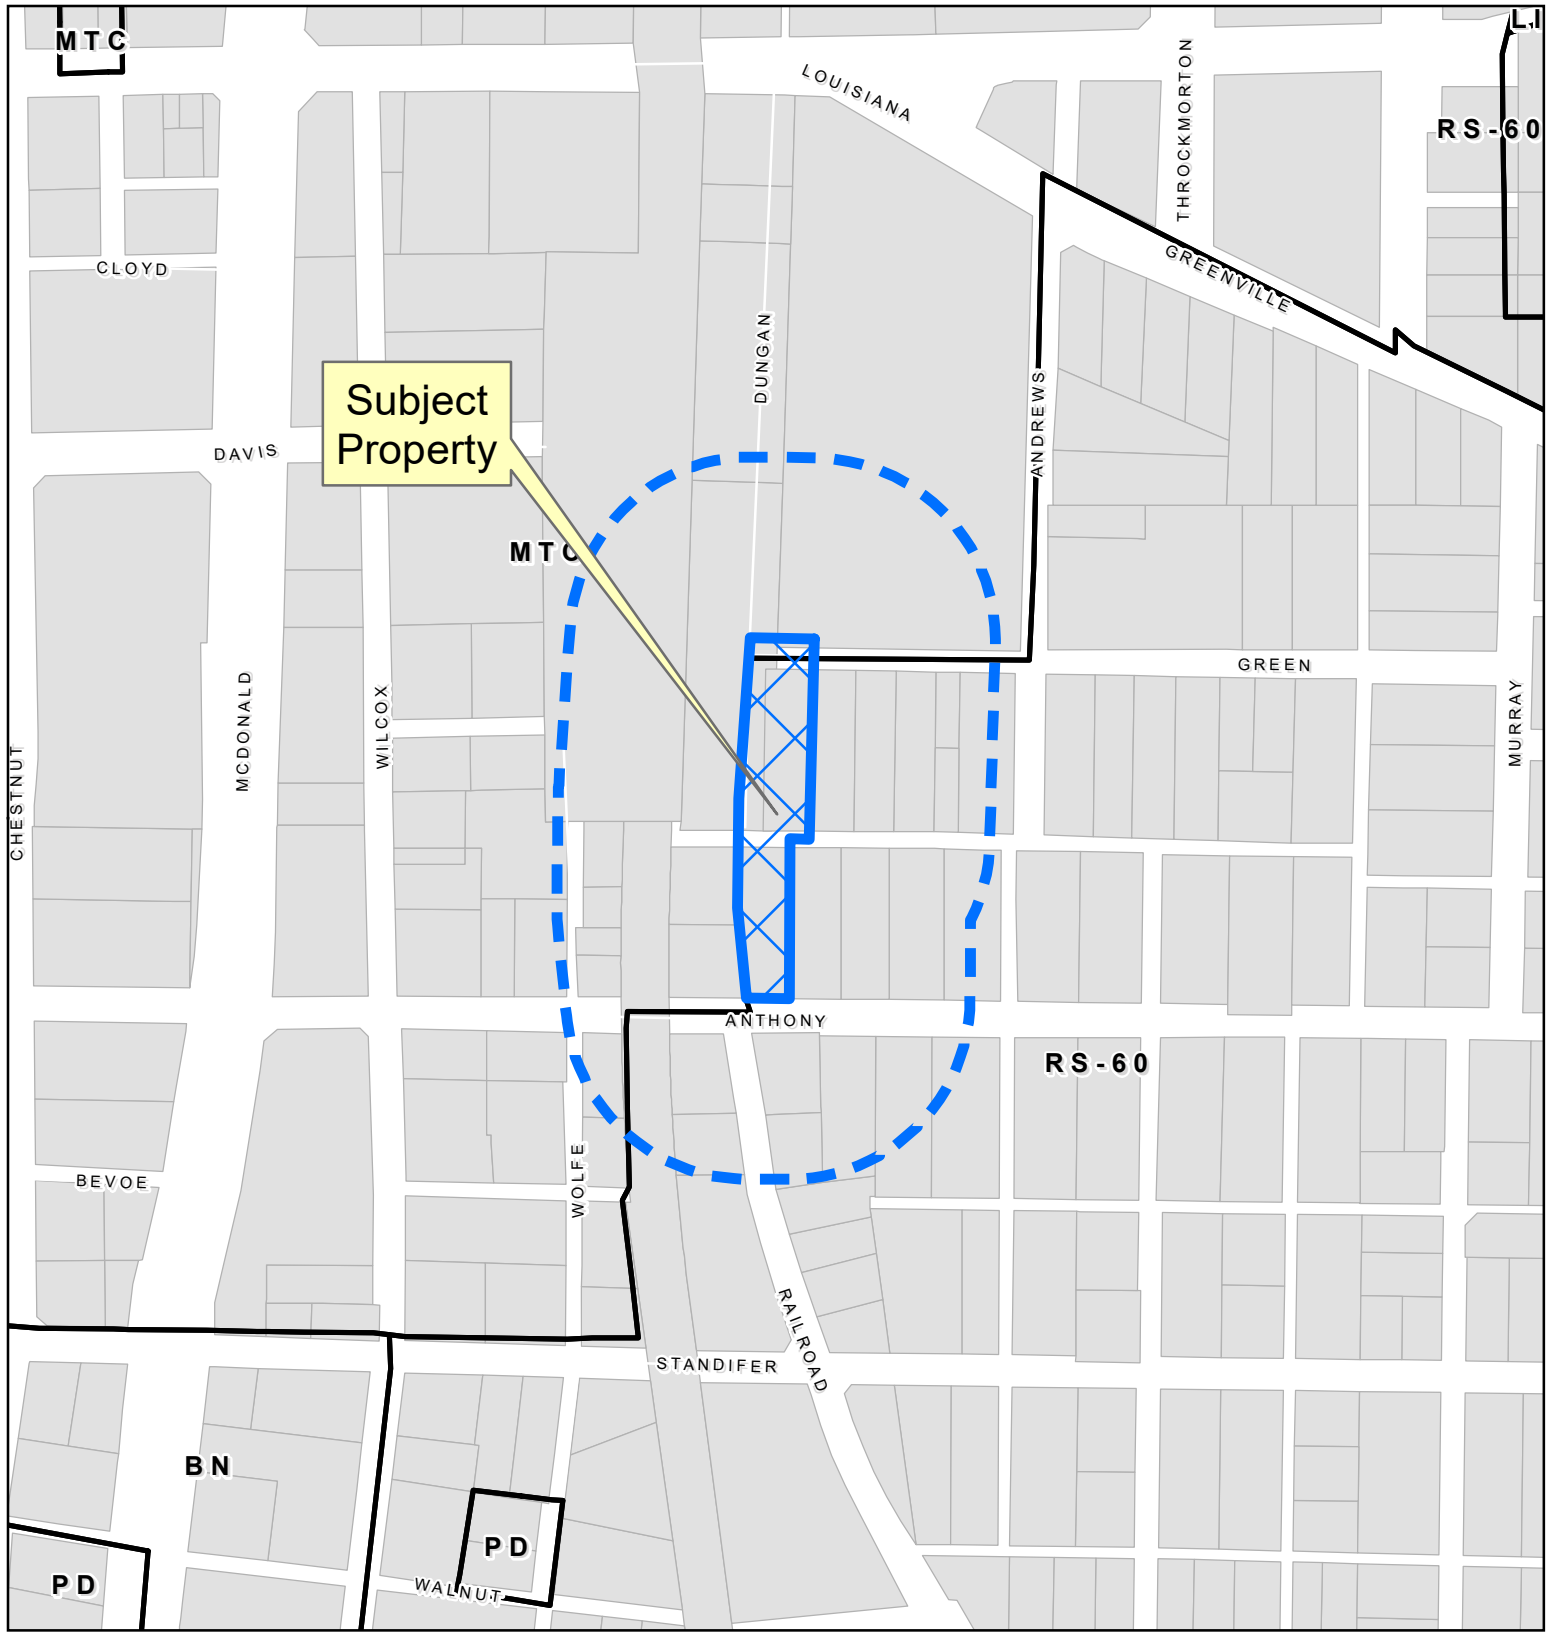 LI
MTC
LOUISIANA
THROCKMORTON
RS-60
CLOYD
GREENVILLE
DUNGAN
Subject
Property
ANDREWS
DAVIS
MTC
GREEN
MCDONALD
WILCOX
MURRAY
CHESTNUT
ANTHONY
RS-60
BEVOE
WOLFE
RAILROAD
STANDIFER
BN
PD
PD
WALNUT